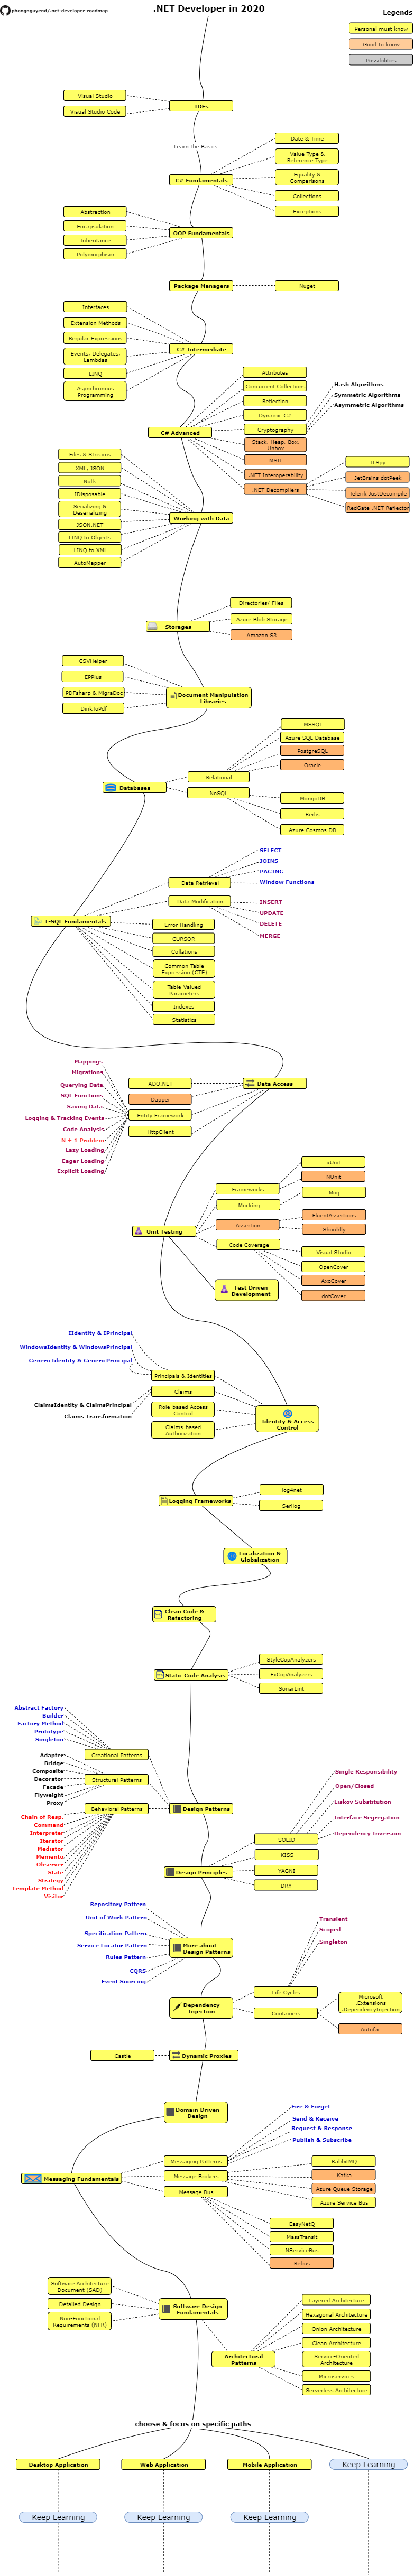 phongnguyend/.net-developer-roadmap
.NET Developer in 2020
Legends
Personal must know
Good to know
Possibilities
Visual Studio
Visual Studio Code
IDEs
Learn the Basics
Date & Time
Value Type &
Reference Type
Equality &
Comparisons
Collections
Exceptions
C# Fundamentals
Abstraction
Encapsulation
Inheritance
Polymorphism
OOP Fundamentals
Package Managers
Nuget
Interfaces
Extension Methods
Regular Expressions
Events, Delegates,
Lambdas
LINQ
Asynchronous
Programming
C# Intermediate
C# Advanced
Attributes
Concurrent Collections
Reflection
Dynamic C#
Cryptography
Stack, Heap, Box,
Unbox
MSIL
.NET Interoperability
.NET Decompilers
Hash Algorithms
Symmetric Algorithms
Asymmetric Algorithms
ILSpy
JetBrains dotPeek
Telerik JustDecompile
RedGate .NET Reflector
Files & Streams
XML, JSON
Nulls
IDisposable
Serializing &
Deserializing
JSON.NET
LINQ to Objects
LINQ to XML
AutoMapper
Working with Data
Storages
Directories/ Files
Azure Blob Storage
Amazon S3
CSVHelper
EPPlus
PDFsharp & MigraDoc
DinkToPdf
Document Manipulation
Libraries
Databases
Relational
NoSQL
MSSQL
Azure SQL Database
PostgreSQL
Oracle
MongoDB
Redis
Azure Cosmos DB
T-SQL Fundamentals
Data Retrieval
Data Modification
SELECT
JOINS
PAGING
Window Functions
INSERT
UPDATE
DELETE
MERGE
Error Handling
CURSOR
Collations
Common Table
Expression (CTE)
Table-Valued
Parameters
Indexes
Statistics
Mappings
Migrations
Querying Data
SQL Functions
Saving Data
Logging & Tracking Events
Code Analysis
N + 1 Problem
Lazy Loading
Eager Loading
Explicit Loading
ADO.NET
Dapper
Entity Framework
HttpClient
Data Access
Unit Testing
Frameworks
Mocking
Assertion
Code Coverage
xUnit
NUnit
Moq
FluentAssertions
Shouldly
Visual Studio
OpenCover
AxoCover
dotCover
Test Driven
Development
IIdentity & IPrincipal
WindowsIdentity & WindowsPrincipal
GenericIdentity & GenericPrincipal
ClaimsIdentity & ClaimsPrincipal
Claims Transformation
Principals & Identities
Claims
Role-based Access
Control
Claims-based
Authorization
Identity & Access
Control
Logging Frameworks
log4net
Serilog
Localization &
Globalization
Clean Code &
Refactoring
Static Code Analysis
StyleCopAnalyzers
FxCopAnalyzers
SonarLint
Abstract Factory
Builder
Factory Method
Prototype
Singleton
Adapter
Bridge
Composite
Decorator
Facade
Flyweight
Proxy
Chain of Resp.
Command
Interpreter
Iterator
Mediator
Memento
Observer
State
Strategy
Template Method
Visitor
Creational Patterns
Structural Patterns
Behavioral Patterns
Design Patterns
Design Principles
SOLID
KISS
YAGNI
DRY
Single Responsibility
Open/Closed
Liskov Substitution
Interface Segregation
Dependency Inversion
Repository Pattern
Unit of Work Pattern
Specification Pattern
Service Locator Pattern
Rules Pattern
CQRS
Event Sourcing
More about
Design Patterns
Transient
Scoped
Singleton
Dependency
Injection
Life Cycles
Containers
Microsoft
.Extensions
.DependencyInjection
Autofac
Castle
Dynamic Proxies
Domain Driven
Design
Messaging Fundamentals
Messaging Patterns
Message Brokers
Message Bus
Fire & Forget
Send & Receive
Request & Response
Publish & Subscribe
RabbitMQ
Kafka
Azure Queue Storage
Azure Service Bus
EasyNetQ
MassTransit
NServiceBus
Rebus
Software Architecture
Document (SAD)
Detailed Design
Non-Functional
Requirements (NFR)
Software Design
Fundamentals
Architectural
Patterns
Layered Architecture
Hexagonal Architecture
Onion Architecture
Clean Architecture
Service-Oriented
Architecture
Microservices
Serverless Architecture
choose & focus on specific paths
Desktop Application
Web Application
Mobile Application
Keep Learning
Keep Learning
Keep Learning
Keep Learning